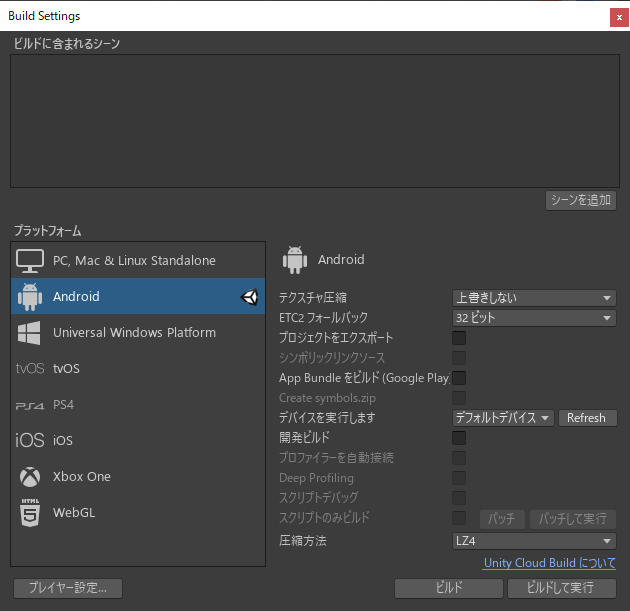 Build Settings
x
ビルドに含まれるシーン
シーンを追加
プラットフォーム
PC, Mac & Linux Standalone
Android
Universal Windows Platform
tvOS tvOS
PS4 PS4
iOS iOS
Xbox One
HTML 5 WebGL
Android
テクスチャ圧縮 上書きしない
ETC2 フォールバック 32 ビット
プロジェクトをエクスポート
シンボリックリンクソース
App Bundle をビルド (Google Play
Create symbols.zip
デバイスを実行します デフォルトデバイス Refresh
開発ビルド
プロファイラーを自動接続
Deep Profiling
スクリプトデバッグ
スクリプトのみビルド パッチ パッチして実行
圧縮方法 LZ4
Unity Cloud Build について
プレイヤー設定... ビルド ビルドして実行